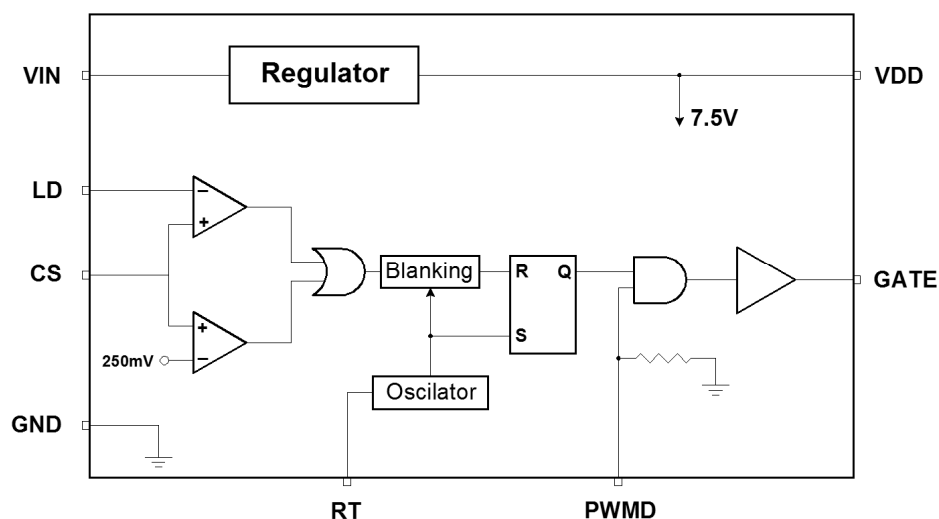 VIN
Regulator
VDD
7.5V
LD
−
+
CS
Blanking
R
Q
GATE
+
−
250mV
S
Oscilator
GND
RT
PWMD